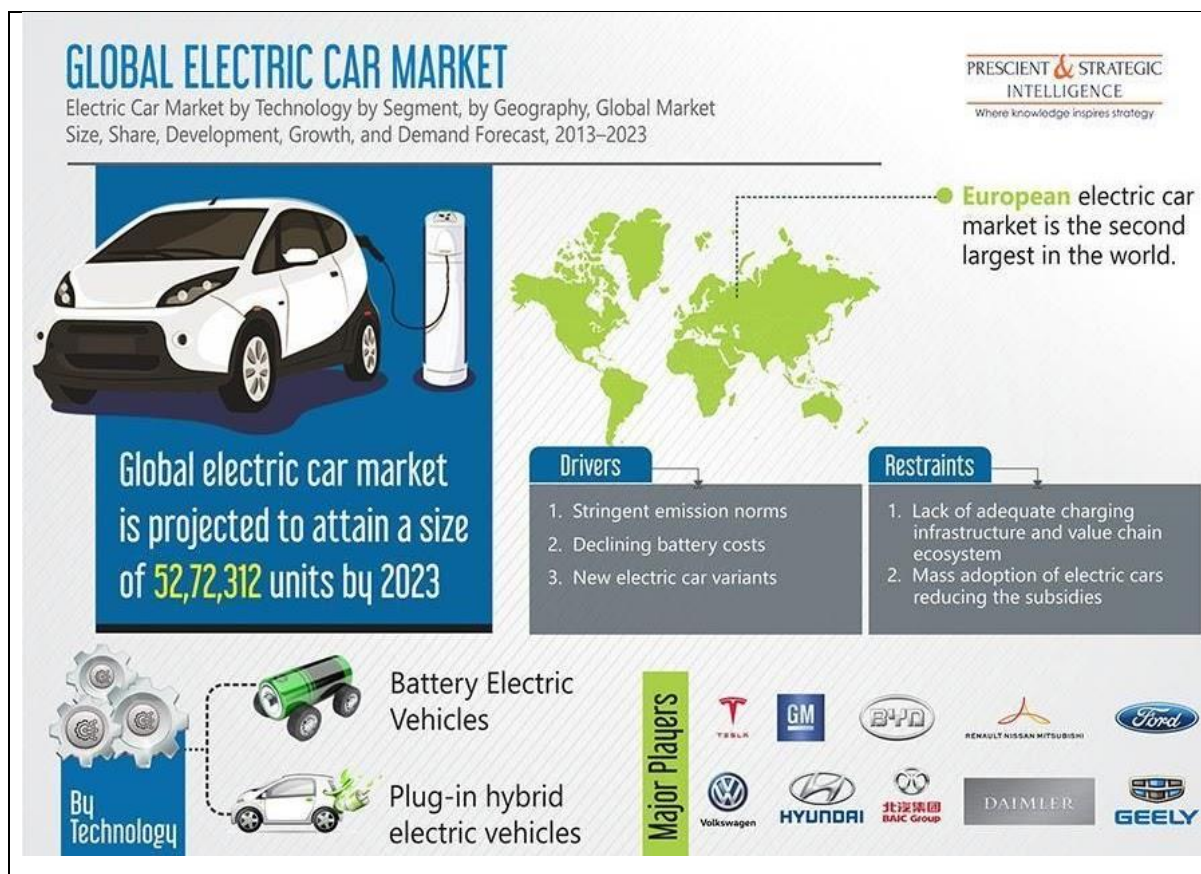 GLOBAL ELECTRIC CAR MARKET
Electric Car Market by Technology by Segment, by Geography, Global Market
Size, Share, Development, Growth, and Demand Forecast, 2013–2023
PRESCIENT & STRATEGIC
INTELLIGENCE
Where knowledge inspires strategy
European electric car
market is the second
largest in the world.
Global electric car market
is projected to attain a size
of 52,72,312 units by 2023
Drivers
1. Stringent emission norms
2. Declining battery costs
3. New electric car variants
Restraints
1. Lack of adequate charging
infrastructure and value chain
ecosystem
2. Mass adoption of electric cars
reducing the subsidies
By
Technology
Battery Electric
Vehicles
Plug-in hybrid
electric vehicles
Major Players
TESLA
GM
BYD
RENAULT NISSAN MITSUBISHI
Ford
Volkswagen
HYUNDAI
北汽集团
BAIC Group
DAIMLER
GEELY